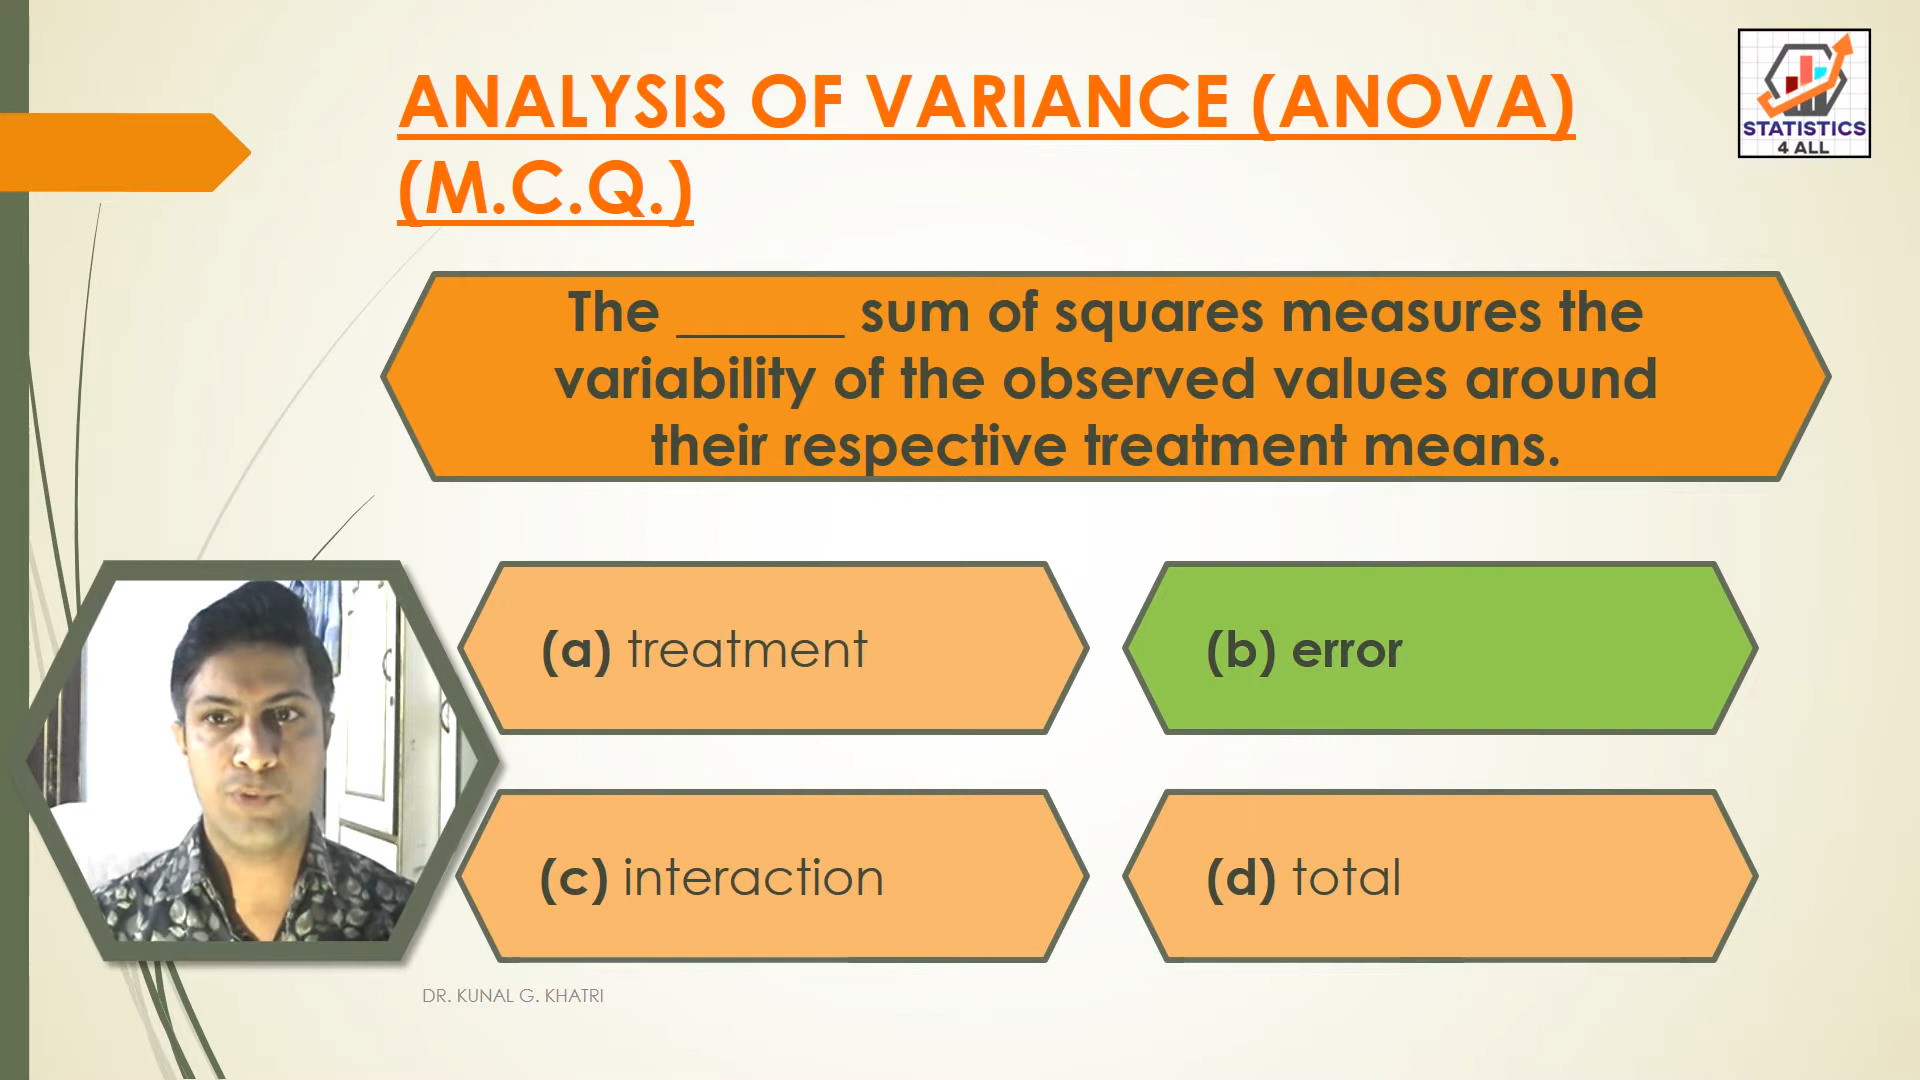 ANALYSIS OF VARIANCE (ANOVA)
(M.C.Q.)
STATISTICS
4 ALL
The ______ sum of squares measures the
variability of the observed values around
their respective treatment means.
(a) treatment
(b) error
(c) interaction
(d) total
DR. KUNAL G. KHATRI